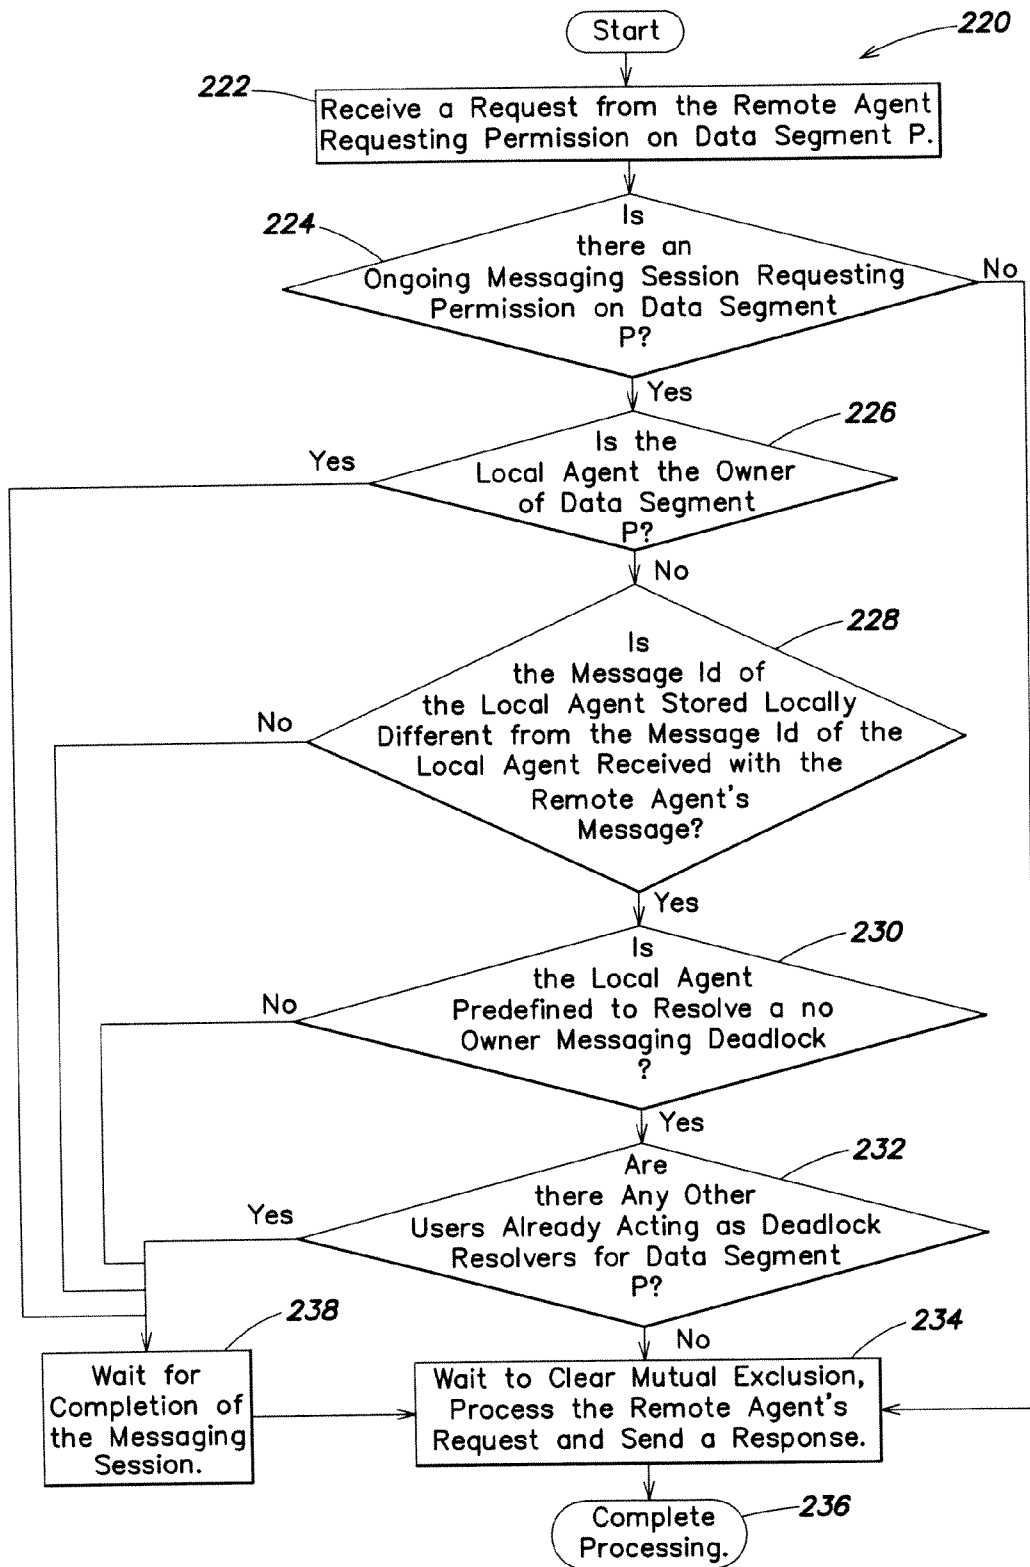 Start
220
222
Receive a Request from the Remote Agent
Requesting Permission on Data Segment P.
224
Is
there an
Ongoing Messaging Session Requesting
Permission on Data Segment
P?
No
Yes
226
Is the
Local Agent the Owner
of Data Segment
P?
Yes
No
228
Is
the Message Id of
the Local Agent Stored Locally
Different from the Message Id of the
Local Agent Received with the
Remote Agent's
Message?
No
Yes
230
Is
the Local Agent
Predefined to Resolve a no
Owner Messaging Deadlock
?
No
Yes
232
Are
there Any Other
Users Already Acting as Deadlock
Resolvers for Data Segment
P?
Yes
No
238
Wait for
Completion of
the Messaging
Session.
234
Wait to Clear Mutual Exclusion,
Process the Remote Agent's
Request and Send a Response.
236
Complete
Processing.